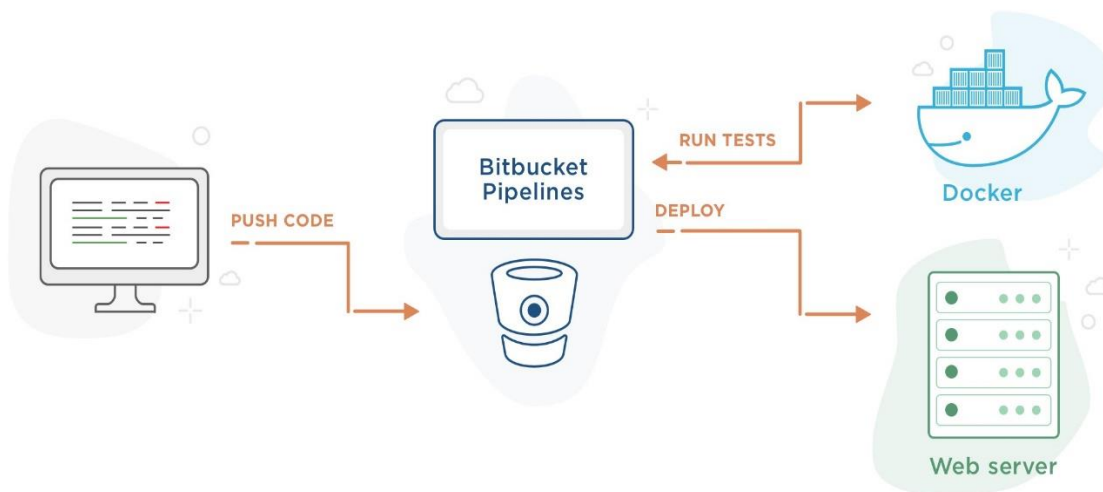 PUSH CODE
Bitbucket
Pipelines
RUN TESTS
DEPLOY
Docker
Web server